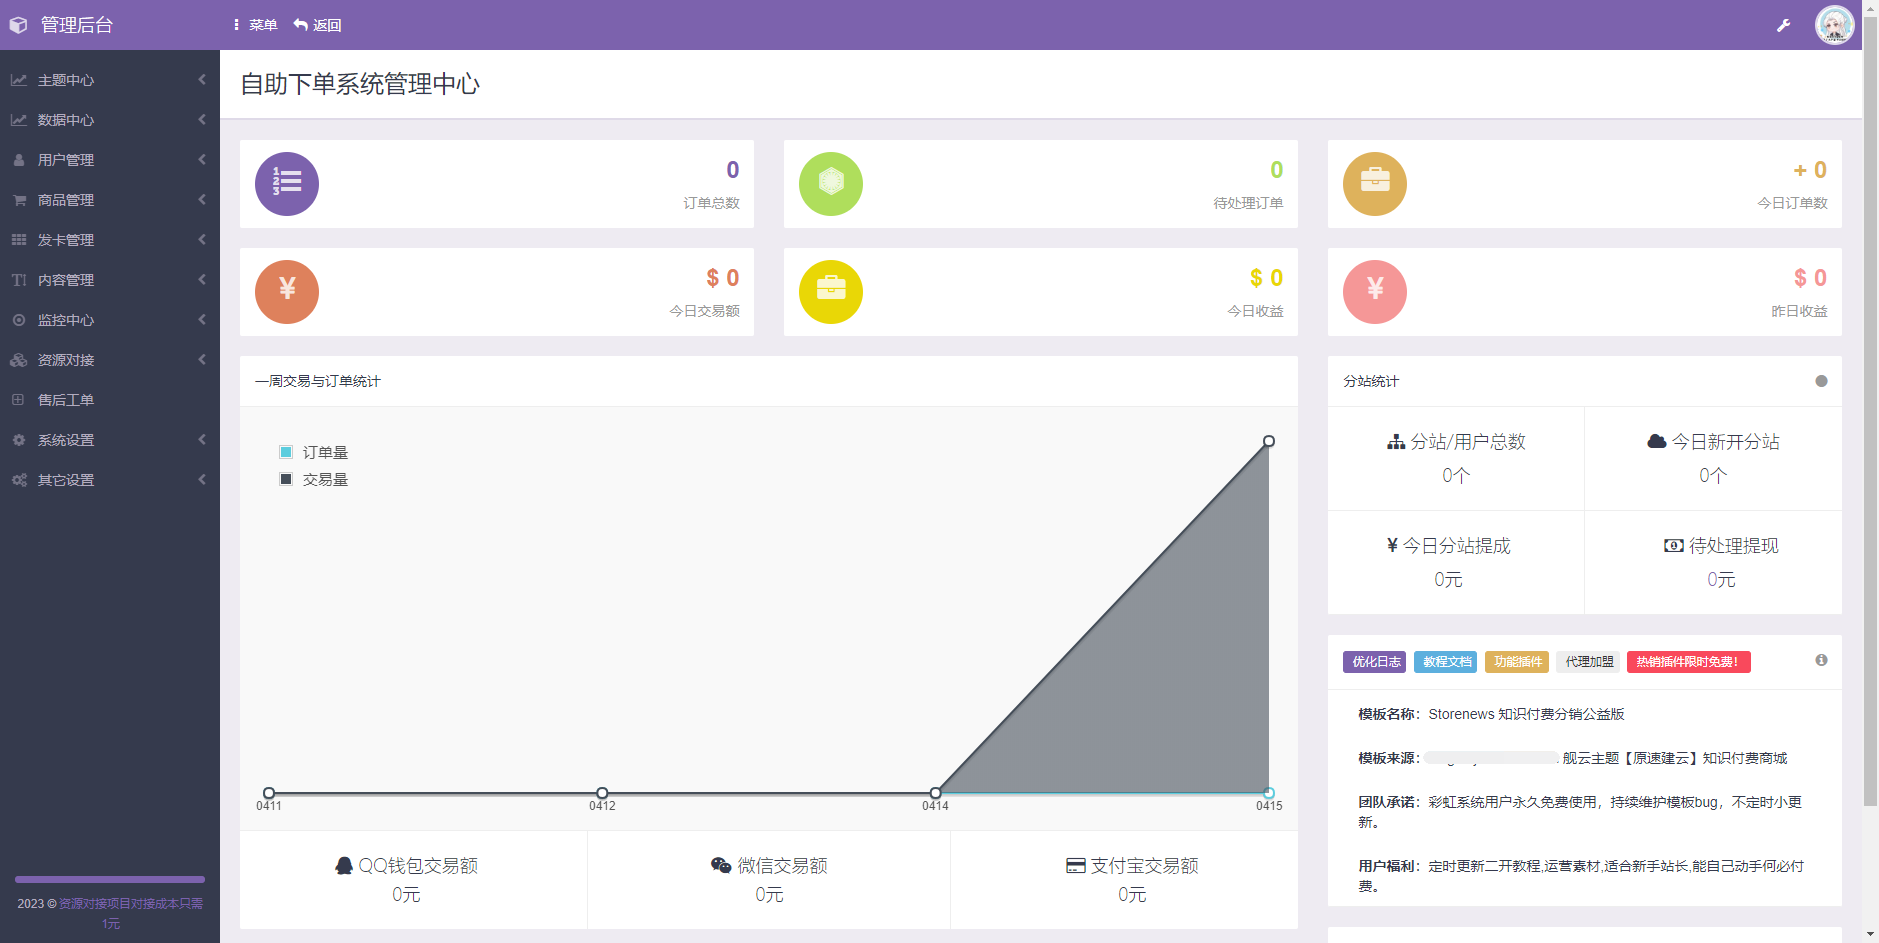 管理后台
菜单
返回
主题中心
数据中心
用户管理
商品管理
发卡管理
内容管理
监控中心
资源对接
售后工单
系统设置
其它设置
2023 © 资源对接项目对接成本只需
1元
自助下单系统管理中心
0
订单总数
0
待处理订单
+ 0
今日订单数
$ 0
今日交易额
$ 0
今日收益
$ 0
昨日收益
一周交易与订单统计
订单量
交易量
0411
0412
0414
0415
QQ钱包交易额
0元
微信交易额
0元
支付宝交易额
0元
分站统计
分站/用户总数
0个
今日新开分站
0个
¥ 今日分站提成
0元
待处理提现
0元
优化日志 教程文档 功能插件 代理加盟 热销插件限时免费！
模板名称：Storenews 知识付费分销公益版
模板来源： 舰云主题【原速建云】知识付费商城
团队承诺：彩虹系统用户永久免费使用，持续维护模板bug，不定时小更
新。
用户福利：定时更新二开教程,运营素材,适合新手站长,能自己动手何必付
费。